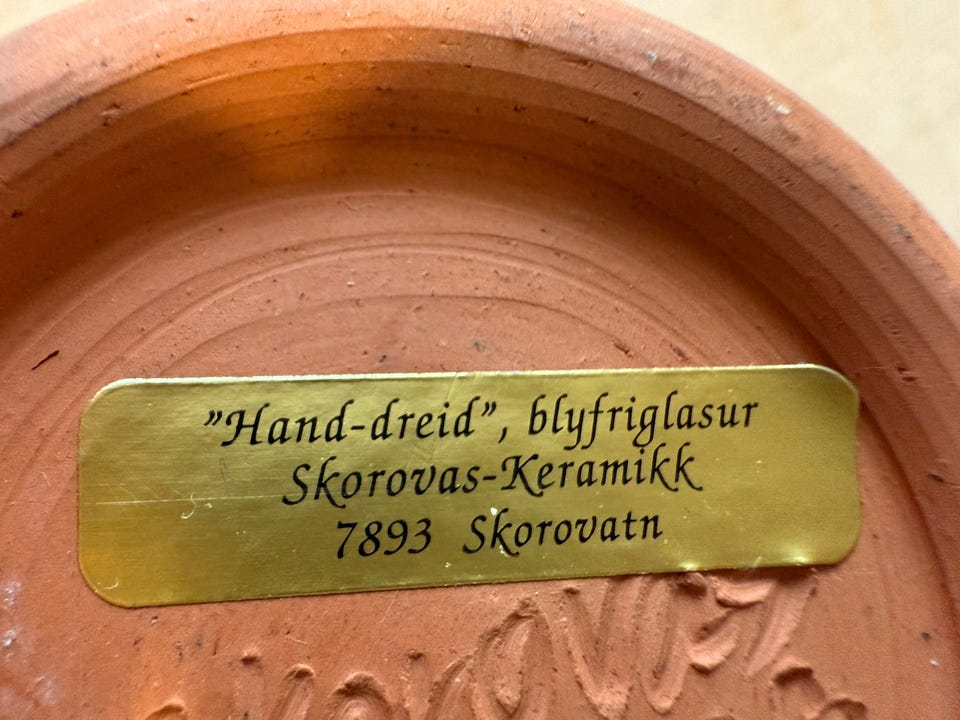 ”Hand-dreid”, blyfriglasur
Skorovas-Keramikk
7893 Skorovatn